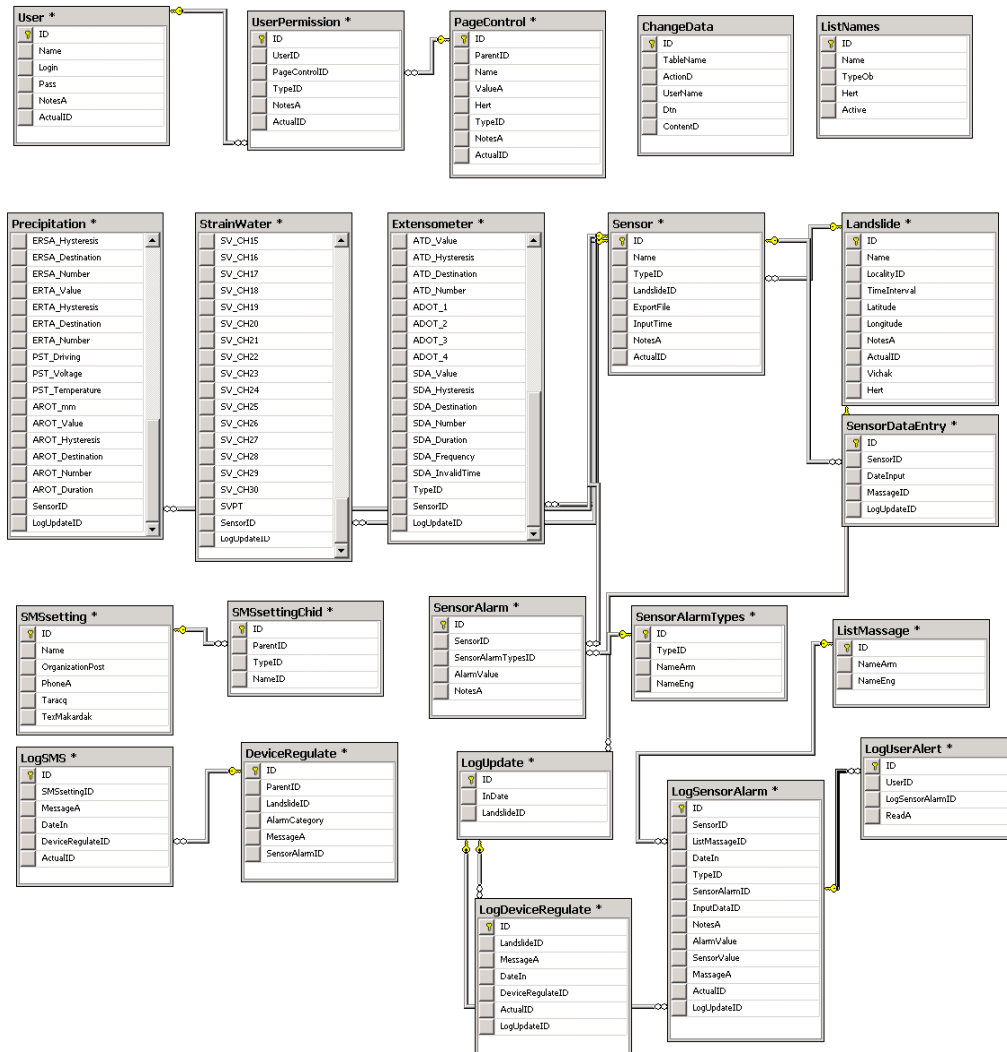 User *
ID
Name
Login
Pass
NotesA
ActualID
UserPermission *
ID
UserID
PageControlID
TypeID
NotesA
ActualID
PageControl *
ID
ParentID
Name
ValueA
Hert
TypeID
NotesA
ActualID
ChangeData
ID
TableName
ActionD
UserName
Dtn
ContentD
ListNames
ID
Name
TypeOb
Hert
Active
Precipitation *
ERSA_Hysteresis
ERSA_Destination
ERSA_Number
ERTA_Value
ERTA_Hysteresis
ERTA_Destination
ERTA_Number
PST_Driving
PST_Voltage
PST_Temperature
AROT_mm
AROT_Value
AROT_Hysteresis
AROT_Destination
AROT_Number
AROT_Duration
SensorID
LogUpdateID
StrainWater *
SV_CH15
SV_CH16
SV_CH17
SV_CH18
SV_CH19
SV_CH20
SV_CH21
SV_CH22
SV_CH23
SV_CH24
SV_CH25
SV_CH26
SV_CH27
SV_CH28
SV_CH29
SV_CH30
SVPT
SensorID
LogUpdateID
Extensometer *
ATD_Value
ATD_Hysteresis
ATD_Destination
ATD_Number
ADOT_1
ADOT_2
ADOT_3
ADOT_4
SDA_Value
SDA_Hysteresis
SDA_Destination
SDA_Number
SDA_Duration
SDA_Frequency
SDA_InvalidTime
TypeID
SensorID
LogUpdateID
Sensor *
ID
Name
TypeID
LandslideID
ExportFile
InputTime
NotesA
ActualID
Landslide *
ID
Name
LocalityID
TimeInterval
Latitude
Longitude
NotesA
ActualID
Vichak
Hert
SensorDataEntry *
ID
SensorID
DateInput
MassageID
LogUpdateID
SMSsetting *
ID
Name
OrganizationPost
PhoneA
Taracq
TexMakardak
SMSsettingChid *
ID
ParentID
TypeID
NameID
SensorAlarm *
ID
SensorID
SensorAlarmTypesID
AlarmValue
NotesA
SensorAlarmTypes *
ID
TypeID
NameArm
NameEng
ListMassage *
ID
NameArm
NameEng
LogSMS *
ID
SMSsettingID
MessageA
DateIn
DeviceRegulateID
ActualID
DeviceRegulate *
ID
ParentID
LandslideID
AlarmCategory
MessageA
SensorAlarmID
LogUpdate *
ID
InDate
LandslideID
LogSensorAlarm *
ID
SensorID
ListMassageID
DateIn
TypeID
SensorAlarmID
InputDataID
NotesA
AlarmValue
SensorValue
MassageA
ActualID
LogUpdateID
LogUserAlert *
ID
UserID
LogSensorAlarmID
ReadA
LogDeviceRegulate *
ID
LandslideID
MessageA
DateIn
DeviceRegulateID
ActualID
LogUpdateID